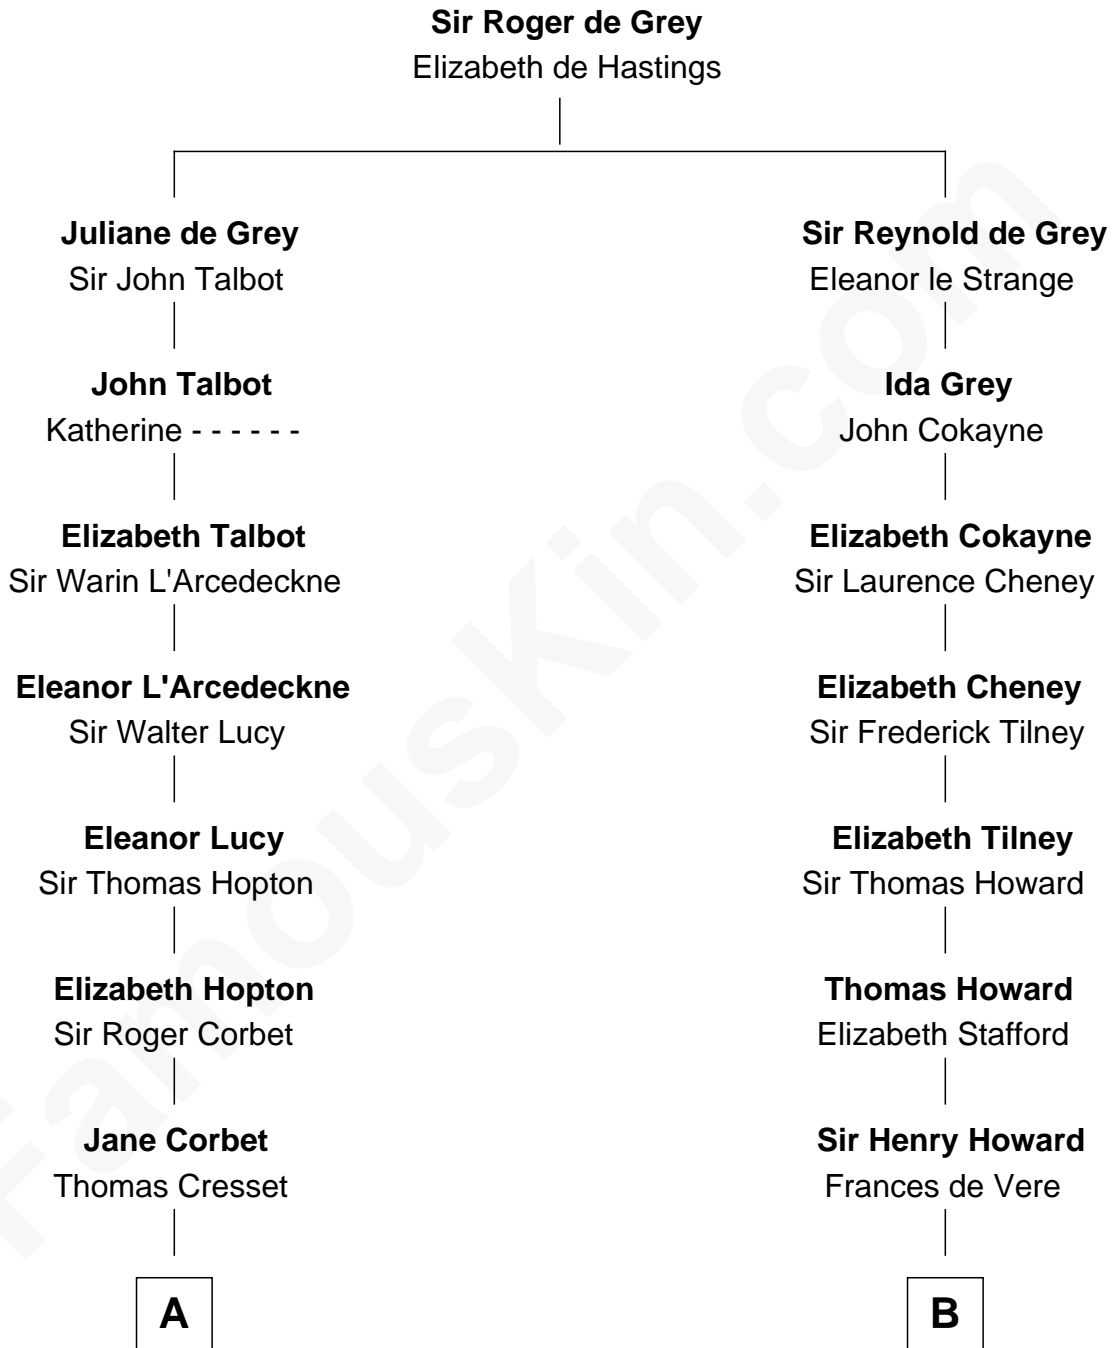 Sir Roger de Grey
Elizabeth de Hastings
Juliane de Grey
Sir John Talbot
Sir Reynold de Grey
Eleanor le Strange
John Talbot
Katherine - - - - - -
Ida Grey
John Cokayne
Elizabeth Talbot
Sir Warin L'Arcedeckne
Elizabeth Cokayne
Sir Laurence Cheney
Eleanor L'Arcedeckne
Sir Walter Lucy
Elizabeth Cheney
Sir Frederick Tilney
Eleanor Lucy
Sir Thomas Hopton
Elizabeth Tilney
Sir Thomas Howard
Elizabeth Hopton
Sir Roger Corbet
Thomas Howard
Elizabeth Stafford
Jane Corbet
Thomas Cresset
Sir Henry Howard
Frances de Vere
A
B
FamousKin.com